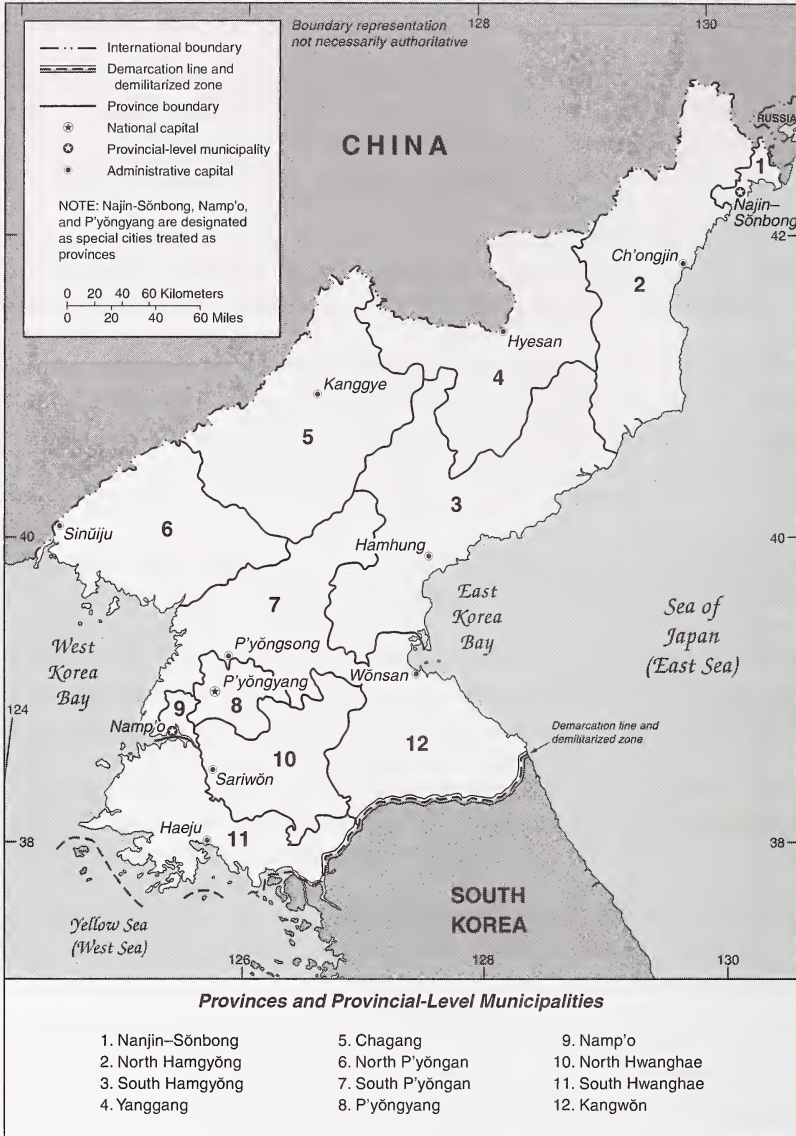 Boundary representation
not necessarily authoritative
128
130
International boundary
Demarcation line and
demilitarized zone
Province boundary
National capital
Provincial-level municipality
Administrative capital
NOTE: Najin-Sŏnbong, Namp'o,
and P'yŏngyang are designated
as special cities treated as
provinces
0 20 40 60 Kilometers
0 20 40 60 Miles
CHINA
RUSSIA
1
Najin–
Sŏnbong
42
Ch'ongjin
2
Hyesan
4
Kanggye
5
3
40
Sinŭiju
6
Hamhung
40
7
East
Korea
Bay
Sea of
Japan
(East Sea)
West
Korea
Bay
P'yŏngsong
P'yŏngyang
Wŏnsan
124
9
8
Namp'o
Demarcation line and
demilitarized zone
10
12
Sariwŏn
38
Haeju
11
38
SOUTH
KOREA
Yellow Sea
(West Sea)
126
128
130
Provinces and Provincial-Level Municipalities
1. Nanjin–Sŏnbong
2. North Hamgyŏng
3. South Hamgyŏng
4. Yanggang
5. Chagang
6. North P'yŏngan
7. South P'yŏngan
8. P'yŏngyang
9. Namp'o
10. North Hwanghae
11. South Hwanghae
12. Kangwŏn